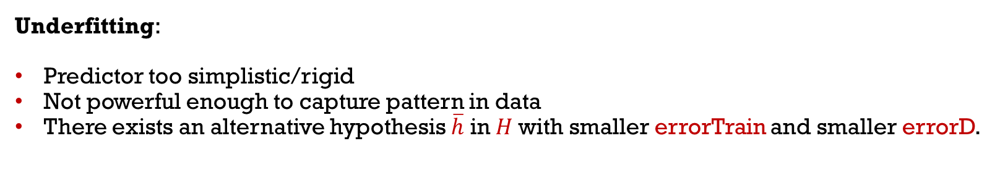 Underfitting:
• Predictor too simplistic/rigid
• Not powerful enough to capture pattern in data
• There exists an alternative hypothesis h̅ in H with smaller errorTrain and smaller errorD.